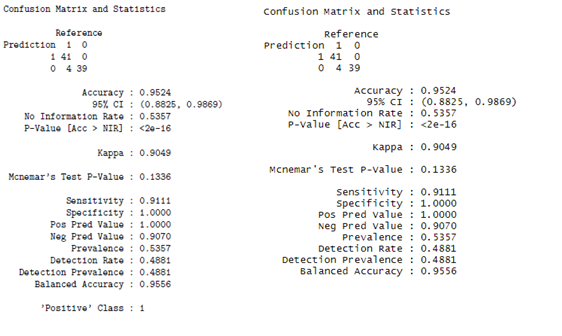 Confusion Matrix and Statistics
Reference
Prediction 1 0
1 41 0
0 4 39
Accuracy : 0.9524
95% CI : (0.8825, 0.9869)
No Information Rate : 0.5357
P-Value [Acc > NIR] : <2e-16
Kappa : 0.9049
Mcnemar's Test P-Value : 0.1336
Sensitivity : 0.9111
Specificity : 1.0000
Pos Pred Value : 1.0000
Neg Pred Value : 0.9070
Prevalence : 0.5357
Detection Rate : 0.4881
Detection Prevalence : 0.4881
Balanced Accuracy : 0.9556
'Positive' Class : 1
Confusion Matrix and Statistics
Reference
Prediction 1 0
1 41 0
0 4 39
Accuracy : 0.9524
95% CI : (0.8825, 0.9869)
No Information Rate : 0.5357
P-Value [Acc > NIR] : <2e-16
Kappa : 0.9049
Mcnemar's Test P-Value : 0.1336
Sensitivity : 0.9111
Specificity : 1.0000
Pos Pred Value : 1.0000
Neg Pred Value : 0.9070
Prevalence : 0.5357
Detection Rate : 0.4881
Detection Prevalence : 0.4881
Balanced Accuracy : 0.9556